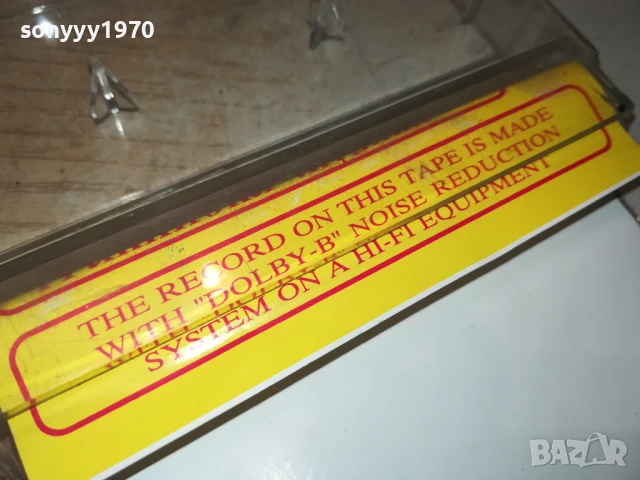 sonyyy1970
THE RECORD ON THIS TAPE IS MADE
WITH "DOLBY-B" NOISE REDUCTION
SYSTEM ON A HI-FI EQUIPMENT
BAZAR